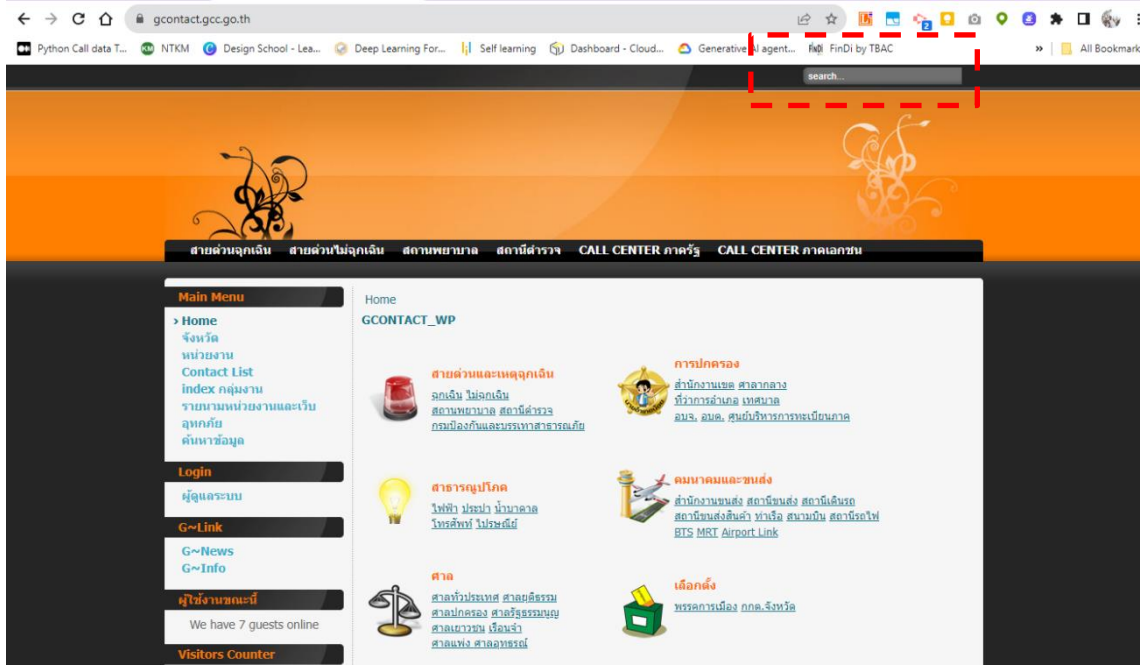 gcontact.gcc.go.th
Python Call data T... NTKM Design School - Lea... Deep Learning For... Self learning Dashboard - Cloud... Generative AI agent... FinDi by TBAC » All Bookmark
search...
สายด่วนฉุกเฉิน สายด่วนไม่ฉุกเฉิน สถานพยาบาล สถานีตำรวจ CALL CENTER ภาครัฐ CALL CENTER ภาคเอกชน
Main Menu
Home
จังหวัด
หน่วยงาน
Contact List
index กลุ่มงาน
รายนามหน่วยงานและเว็บ
อุทกภัย
ค้นหาข้อมูล
Login
ผู้ดูแลระบบ
G~Link
G~News
G~Info
ผู้ใช้งานขณะนี้
We have 7 guests online
Visitors Counter
Home
GCONTACT_WP
สายด่วนและเหตุฉุกเฉิน
ฉุกเฉิน ไม่ฉุกเฉิน
สถานพยาบาล สถานีตำรวจ
กรมป้องกันและบรรเทาสาธารณภัย
การปกครอง
สำนักงานเขต ศาลากลาง
ที่ว่าการอำเภอ เทศบาล
อบจ. อบต. ศูนย์บริหารการทะเบียนภาค
สาธารณูปโภค
ไฟฟ้า ประปา น้ำบาดาล
โทรศัพท์ ไปรษณีย์
คมนาคมและขนส่ง
สำนักงานขนส่ง สถานีขนส่ง สถานีเดินรถ
สถานีขนส่งสินค้า ท่าเรือ สนามบิน สถานีรถไฟ
BTS MRT Airport Link
ศาล
ศาลทั่วประเทศ ศาลยุติธรรม
ศาลปกครอง ศาลรัฐธรรมนูญ
ศาลเยาวชน เรือนจำ
ศาลแพ่ง ศาลอุทธรณ์
เลือกตั้ง
พรรคการเมือง กกต.จังหวัด